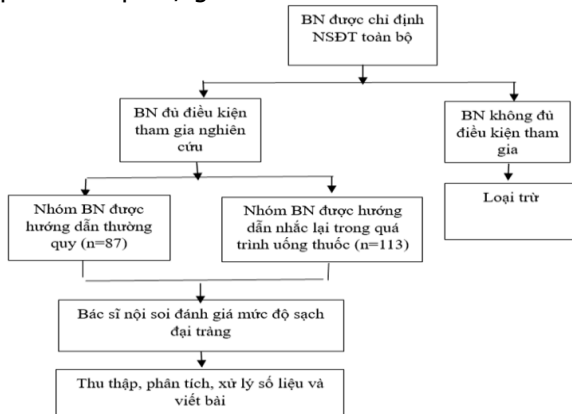 BN được chỉ định
NSĐT toàn bộ
BN đủ điều kiện
tham gia nghiên
cứu
BN không đủ
điều kiện tham
gia
Nhóm BN được
hướng dẫn thường
quy (n=87)
Nhóm BN được hướng
dẫn nhắc lại trong quá
trình uống thuốc (n=113)
Loại trừ
Bác sĩ nội soi đánh giá mức độ sạch
đại tràng
Thu thập, phân tích, xử lý số liệu và
viết bài